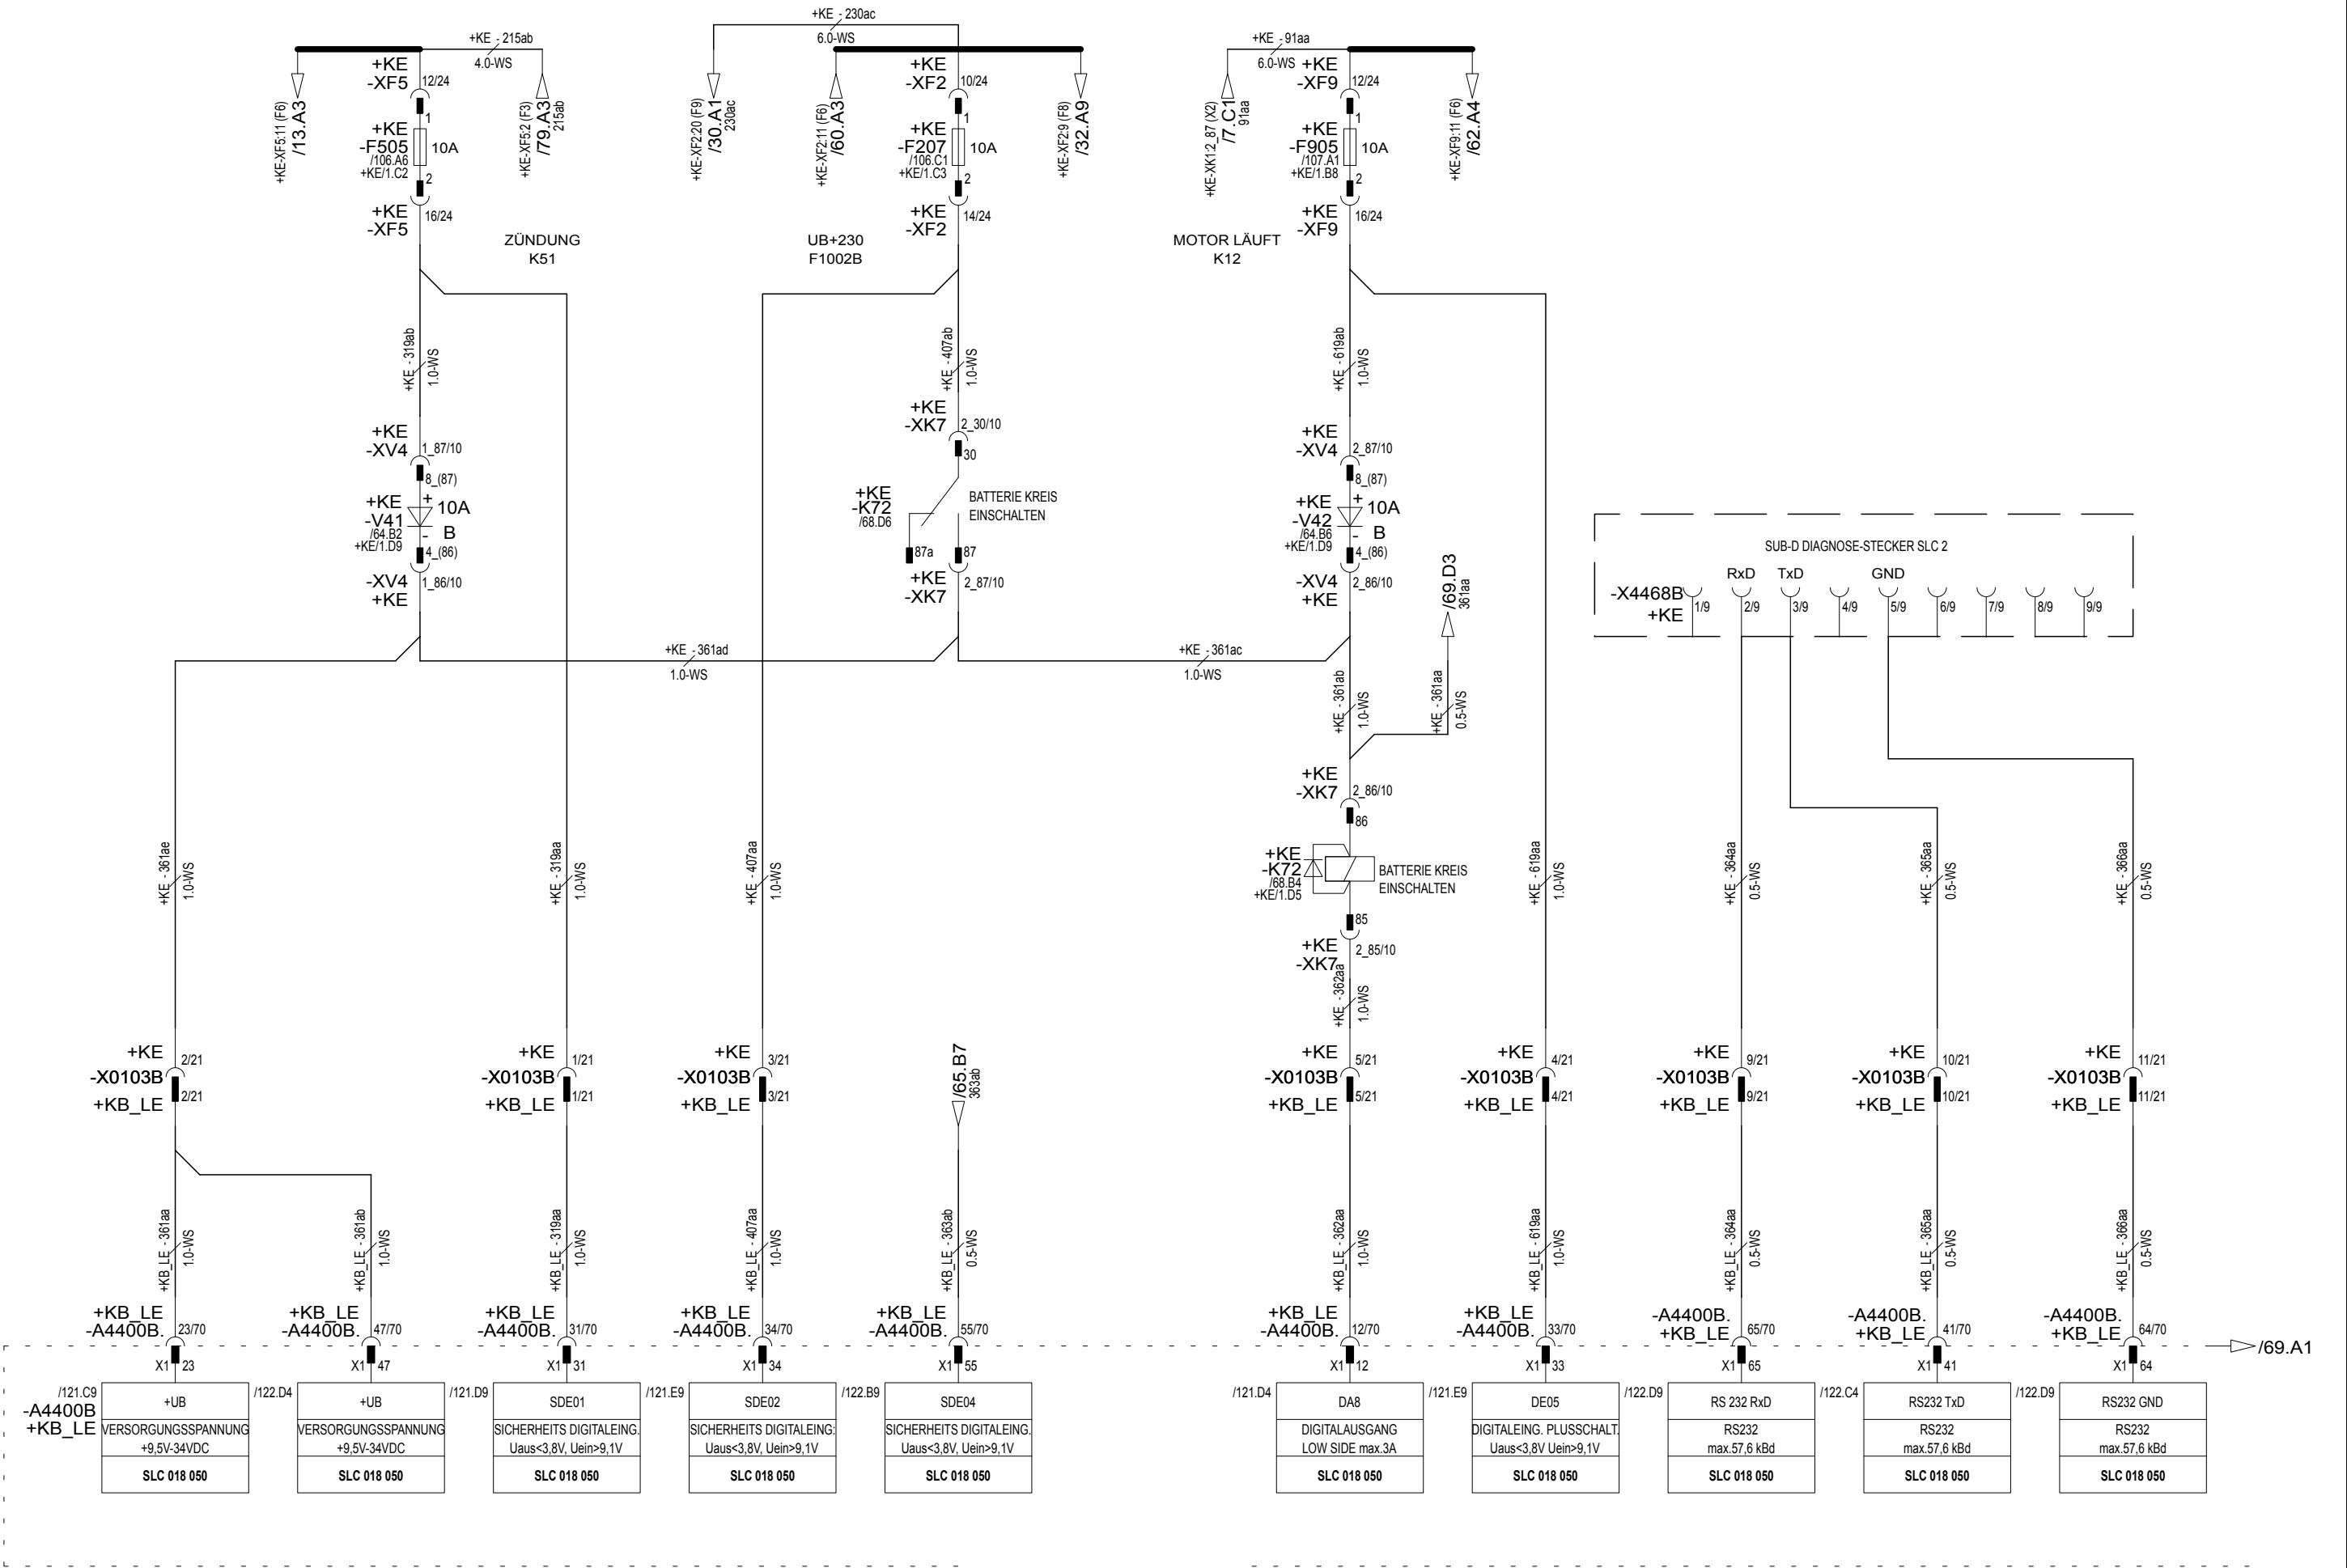 +KE - 230ac
6.0-WS
+KE - 215ab
4.0-WS
+KE - 91aa
6.0-WS
+KE-XF5:11 (F6)
/13.A3
+KE
-XF5 12/24
1
+KE
-F505 10A
/106.A6
+KE/1.C2
2
+KE
-XF5 16/24
+KE-XF5:2 (F3)
/79.A3
215ab
ZÜNDUNG
K51
+KE-XF2:20 (F9)
/30.A1
230ac
+KE-XF2:11 (F6)
/60.A3
+KE
-XF2 10/24
1
+KE
-F207 10A
/106.C1
+KE/1.C3
2
+KE
-XF2 14/24
+KE-XF2:9 (F8)
/32.A9
UB+230
F1002B
+KE-XK1:2_87 (X2)
/7.C1
91aa
+KE
-XF9 12/24
1
+KE
-F905 10A
/107.A1
+KE/1.B8
2
+KE
-XF9 16/24
+KE-XF9:11 (F6)
/62.A4
MOTOR LÄUFT
K12
+KE - 319ab
1.0-WS
+KE - 407ab
1.0-WS
+KE - 619ab
1.0-WS
+KE
-XV4 1_87/10
8_(87)
+KE + 10A
-V41
/64.B2 - B
+KE/1.D9
4_(86)
-XV4 1_86/10
+KE
+KE
-XK7 2_30/10
30
+KE
-K72
/68.D6
BATTERIE KREIS
EINSCHALTEN
87a 87
+KE
-XK7 2_87/10
+KE
-XV4 2_87/10
8_(87)
+KE + 10A
-V42
/64.B6 - B
+KE/1.D9
4_(86)
-XV4 2_86/10
+KE
/69.D3
361aa
SUB-D DIAGNOSE-STECKER SLC 2
RxD TxD GND
-X4468B
+KE
1/9 2/9 3/9 4/9 5/9 6/9 7/9 8/9 9/9
+KE - 361ad
1.0-WS
+KE - 361ac
1.0-WS
+KE - 361ab
1.0-WS
+KE - 361aa
0.5-WS
+KE
-XK7 2_86/10
86
+KE
-K72
/68.B4
+KE/1.D5
BATTERIE KREIS
EINSCHALTEN
85
+KE
-XK7 2_85/10
+KE - 361ae
1.0-WS
+KE - 319aa
1.0-WS
+KE - 407aa
1.0-WS
+KE - 362aa
1.0-WS
+KE - 619aa
1.0-WS
+KE - 364aa
0.5-WS
+KE - 365aa
0.5-WS
+KE - 366aa
0.5-WS
+KE 2/21
-X0103B
+KB_LE 2/21
+KE 1/21
-X0103B
+KB_LE 1/21
+KE 3/21
-X0103B
+KB_LE 3/21
/65.B7
363ab
+KE 5/21
-X0103B
+KB_LE 5/21
+KE 4/21
-X0103B
+KB_LE 4/21
+KE 9/21
-X0103B
+KB_LE 9/21
+KE 10/21
-X0103B
+KB_LE 10/21
+KE 11/21
-X0103B
+KB_LE 11/21
+KB_LE - 361aa
1.0-WS
+KB_LE - 361ab
1.0-WS
+KB_LE - 319aa
1.0-WS
+KB_LE - 407aa
1.0-WS
+KB_LE - 363ab
0.5-WS
+KB_LE - 362aa
1.0-WS
+KB_LE - 619aa
1.0-WS
+KB_LE - 364aa
0.5-WS
+KB_LE - 365aa
0.5-WS
+KB_LE - 366aa
0.5-WS
+KB_LE
-A4400B. 23/70
X1 23
+KB_LE
-A4400B. 47/70
X1 47
+KB_LE
-A4400B. 31/70
X1 31
+KB_LE
-A4400B. 34/70
X1 34
+KB_LE
-A4400B. 55/70
X1 55
+KB_LE
-A4400B. 12/70
X1 12
+KB_LE
-A4400B. 33/70
X1 33
-A4400B.
+KB_LE 65/70
X1 65
-A4400B.
+KB_LE 41/70
X1 41
-A4400B.
+KB_LE 64/70
X1 64
/69.A1
/121.C9
-A4400B
+KB_LE
+UB
VERSORGUNGSSPANNUNG
+9,5V-34VDC
SLC 018 050
/122.D4
+UB
VERSORGUNGSSPANNUNG
+9,5V-34VDC
SLC 018 050
/121.D9
SDE01
SICHERHEITS DIGITALEING.
Uaus<3,8V, Uein>9,1V
SLC 018 050
/121.E9
SDE02
SICHERHEITS DIGITALEING:
Uaus<3,8V, Uein>9,1V
SLC 018 050
/122.B9
SDE04
SICHERHEITS DIGITALEING.
Uaus<3,8V, Uein>9,1V
SLC 018 050
/121.D4
DA8
DIGITALAUSGANG
LOW SIDE max.3A
SLC 018 050
/121.E9
DE05
DIGITALEING. PLUSSCHALT.
Uaus<3,8V Uein>9,1V
SLC 018 050
/122.D9
RS 232 RxD
RS232
max.57,6 kBd
SLC 018 050
/122.C4
RS232 TxD
RS232
max.57,6 kBd
SLC 018 050
/122.D9
RS232 GND
RS232
max.57,6 kBd
SLC 018 050